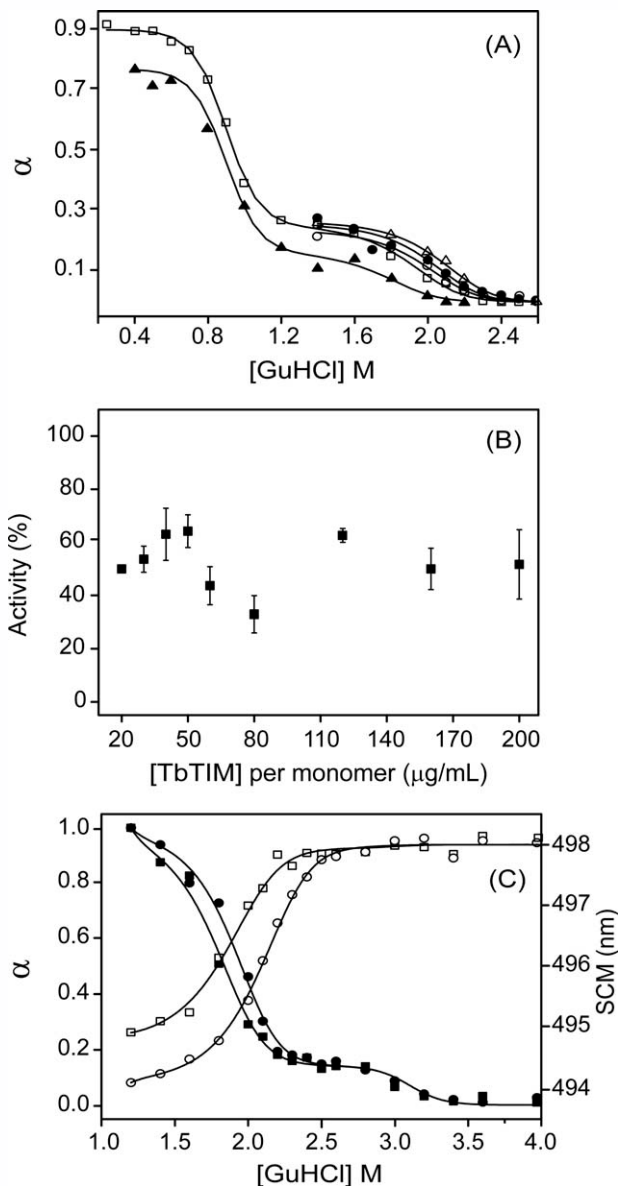 (A)
0.9
0.7
0.5
0.3
0.1
α
0.4 0.8 1.2 1.6 2.0 2.4
[GuHCl] M
(B)
100
80
60
40
20
0
Activity (%)
20 50 80 110 140 170 200
[TbTIM] per monomer (μg/mL)
(C)
1.0
0.8
0.6
0.4
0.2
0.0
α
498
497
496
495
494
SCM (nm)
1.0 1.5 2.0 2.5 3.0 3.5 4.0
[GuHCl] M